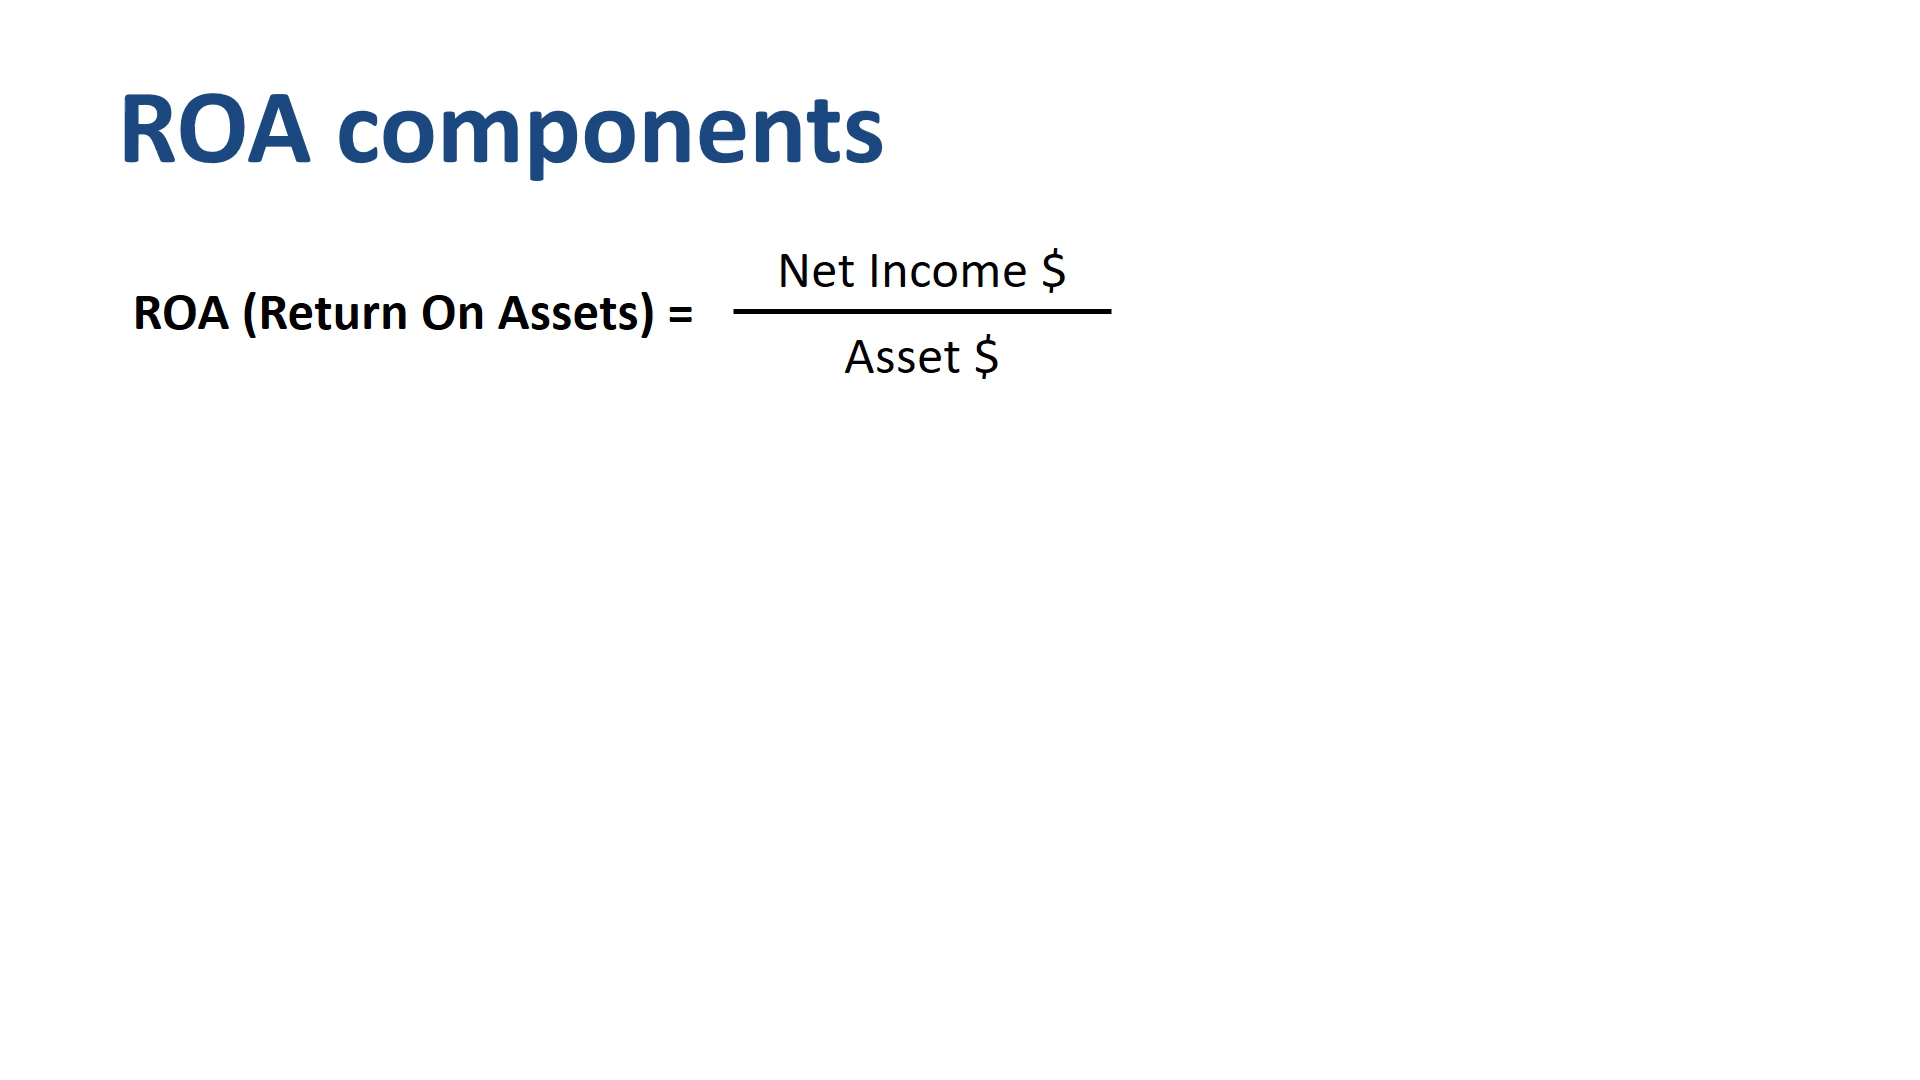 ROA components
ROA (Return On Assets) =
Net Income $
Asset $